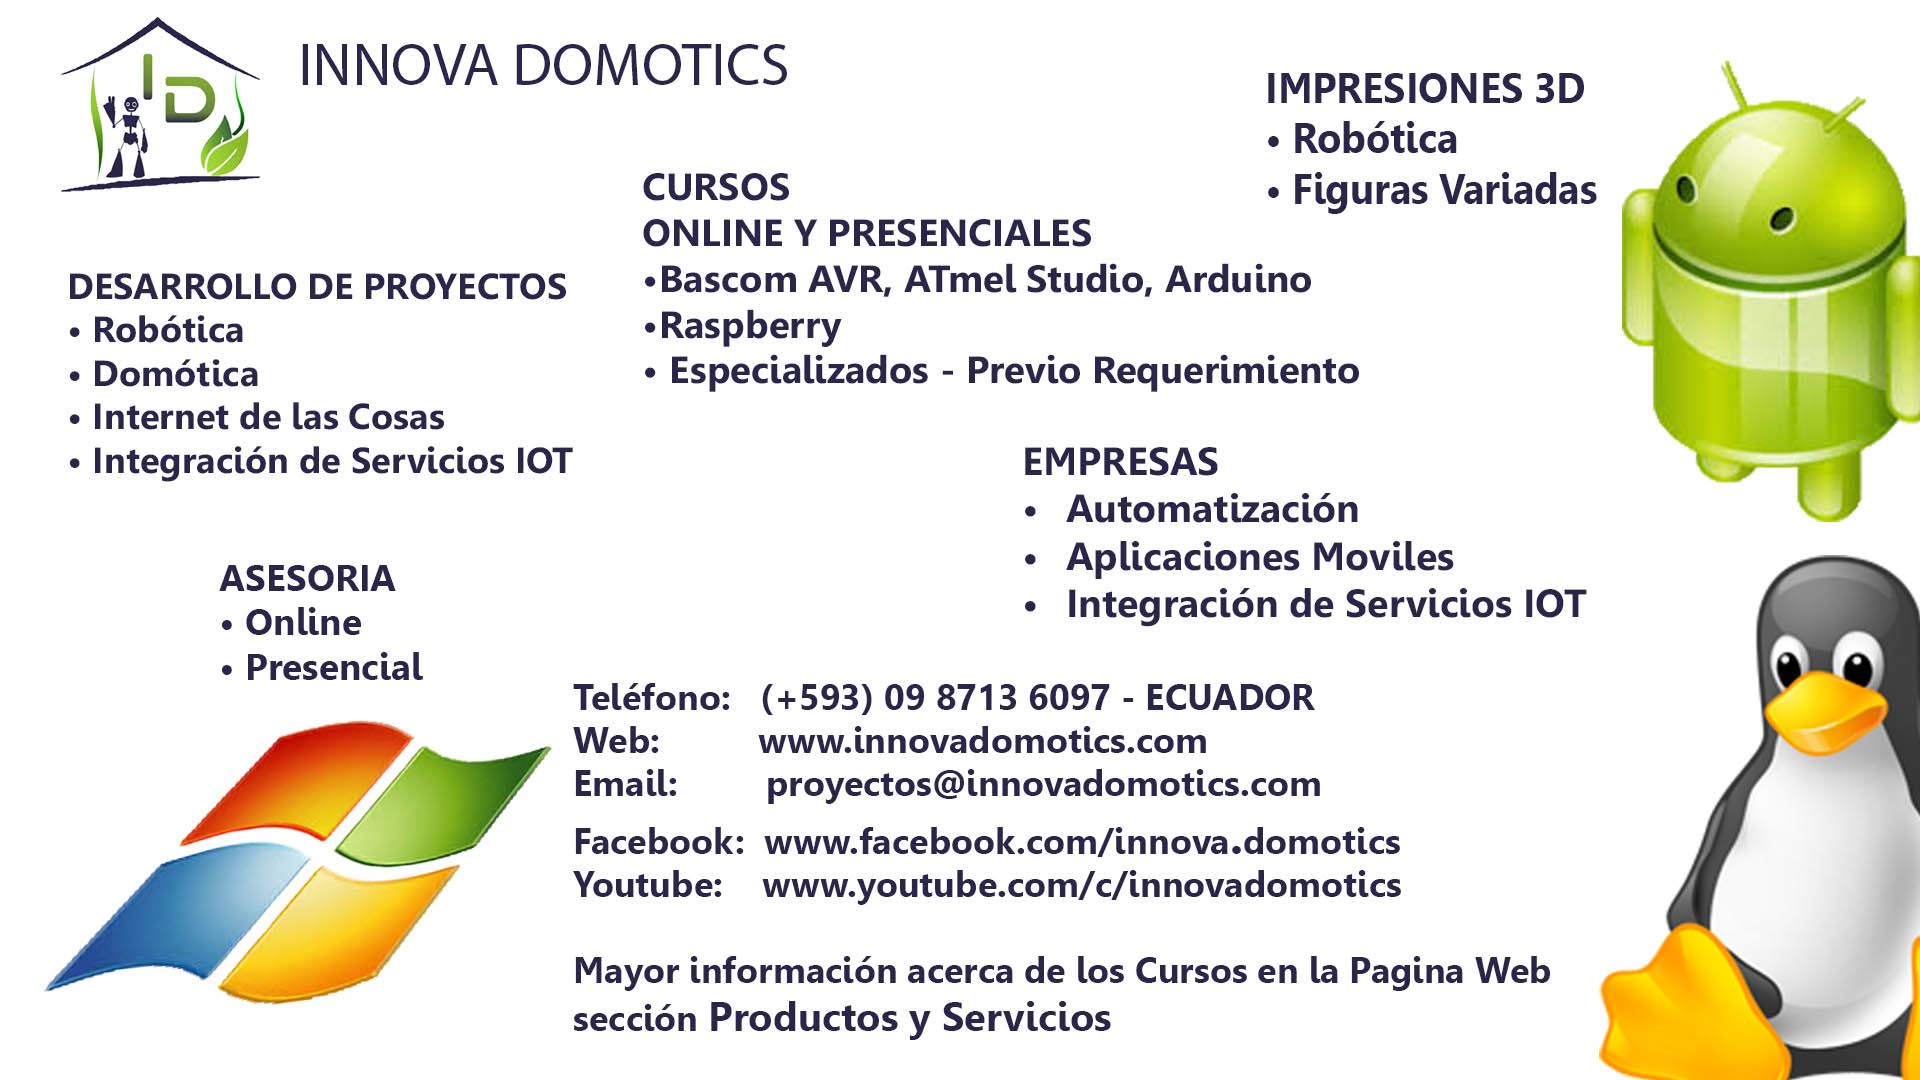 ID
INNOVA DOMOTICS
IMPRESIONES 3D
• Robótica
• Figuras Variadas
CURSOS
ONLINE Y PRESENCIALES
•Bascom AVR, ATmel Studio, Arduino
•Raspberry
• Especializados - Previo Requerimiento
DESARROLLO DE PROYECTOS
• Robótica
• Domótica
• Internet de las Cosas
• Integración de Servicios IOT
EMPRESAS
• Automatización
• Aplicaciones Moviles
• Integración de Servicios IOT
ASESORIA
• Online
• Presencial
Teléfono: (+593) 09 8713 6097 - ECUADOR
Web: www.innovadomotics.com
Email: proyectos@innovadomotics.com
Facebook: www.facebook.com/innova.domotics
Youtube: www.youtube.com/c/innovadomotics
Mayor información acerca de los Cursos en la Pagina Web
sección Productos y Servicios